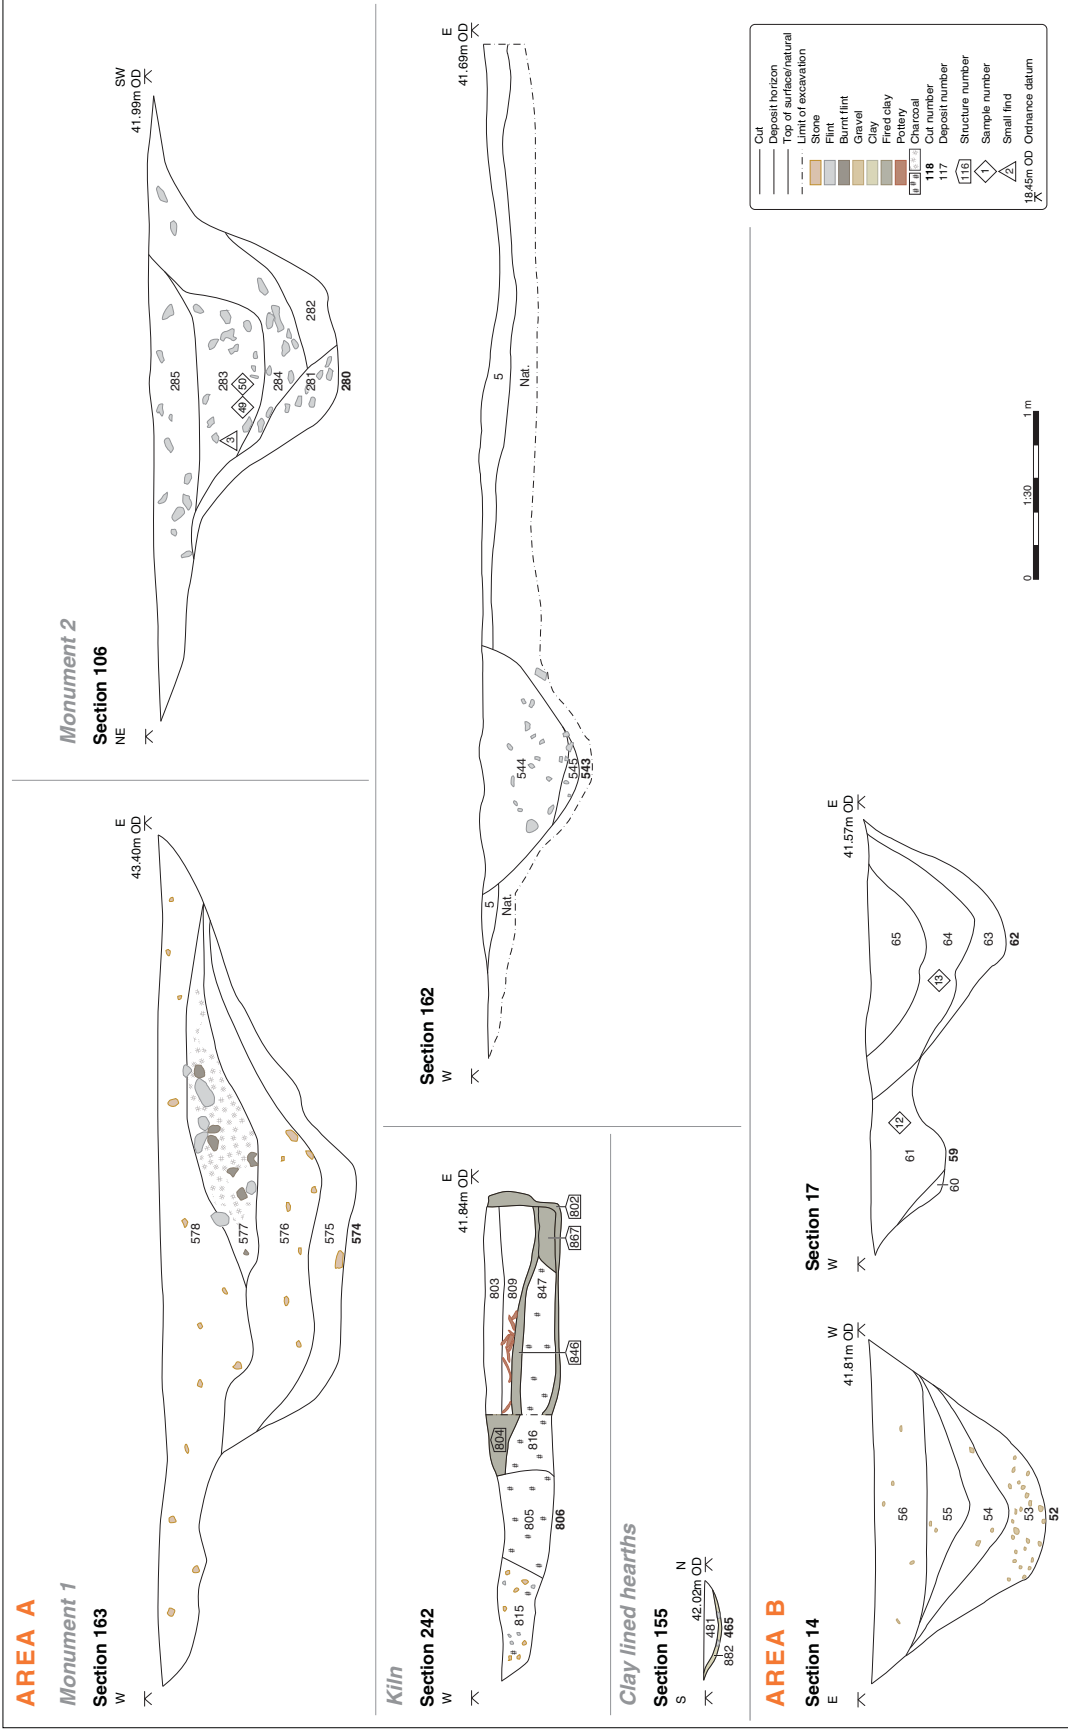 AREA A
Monument 1
Section 163
W
E
43.40m OD
578
577
576
575
574
Monument 2
Section 106
NE
SW
41.99m OD
285
283
3
49
50
284
281
282
280
Kiln
Section 242
W
E
41.84m OD
815
805
806
804
816
803
809
847
846
867
802
Section 162
W
E
41.69m OD
5
Nat.
544
545
543
5
Nat.
Clay lined hearths
Section 155
S
N
42.02m OD
481
882
465
AREA B
Section 14
E
W
41.81m OD
56
55
54
53
52
Section 17
W
E
41.57m OD
61
12
60
59
65
64
13
63
62
0
1:30
1 m
Cut
Deposit horizon
Top of surface/natural
Limit of excavation
Stone
Flint
Burnt flint
Gravel
Clay
Fired clay
Pottery
Charcoal
118 Cut number
117 Deposit number
116 Structure number
1 Sample number
2 Small find
18.45m OD Ordnance datum